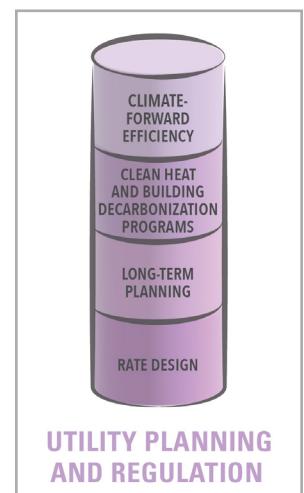 CLIMATE-
FORWARD
EFFICIENCY
CLEAN HEAT
AND BUILDING
DECARBONIZATION
PROGRAMS
LONG-TERM
PLANNING
RATE DESIGN
UTILITY PLANNING
AND REGULATION